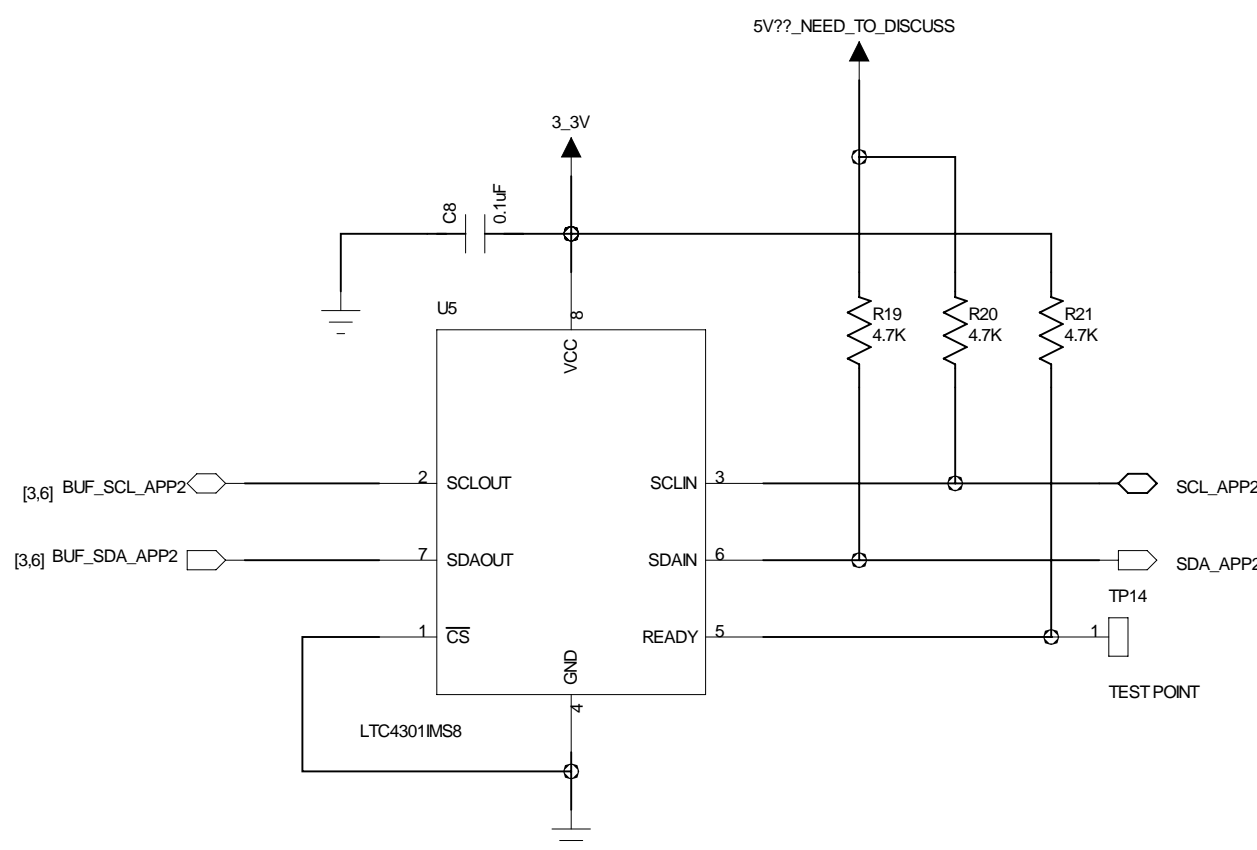 5V??_NEED_TO_DISCUSS
3_3V
C8
0.1uF
U5
8
VCC
R19
4.7K
R20
4.7K
R21
4.7K
[3,6] BUF_SCL_APP2
2
SCLOUT
SCLIN
3
SCL_APP2
[3,6] BUF_SDA_APP2
7
SDAOUT
SDAIN
6
SDA_APP2
TP14
1
CS
READY
5
1
GND
4
TEST POINT
LTC4301IMS8